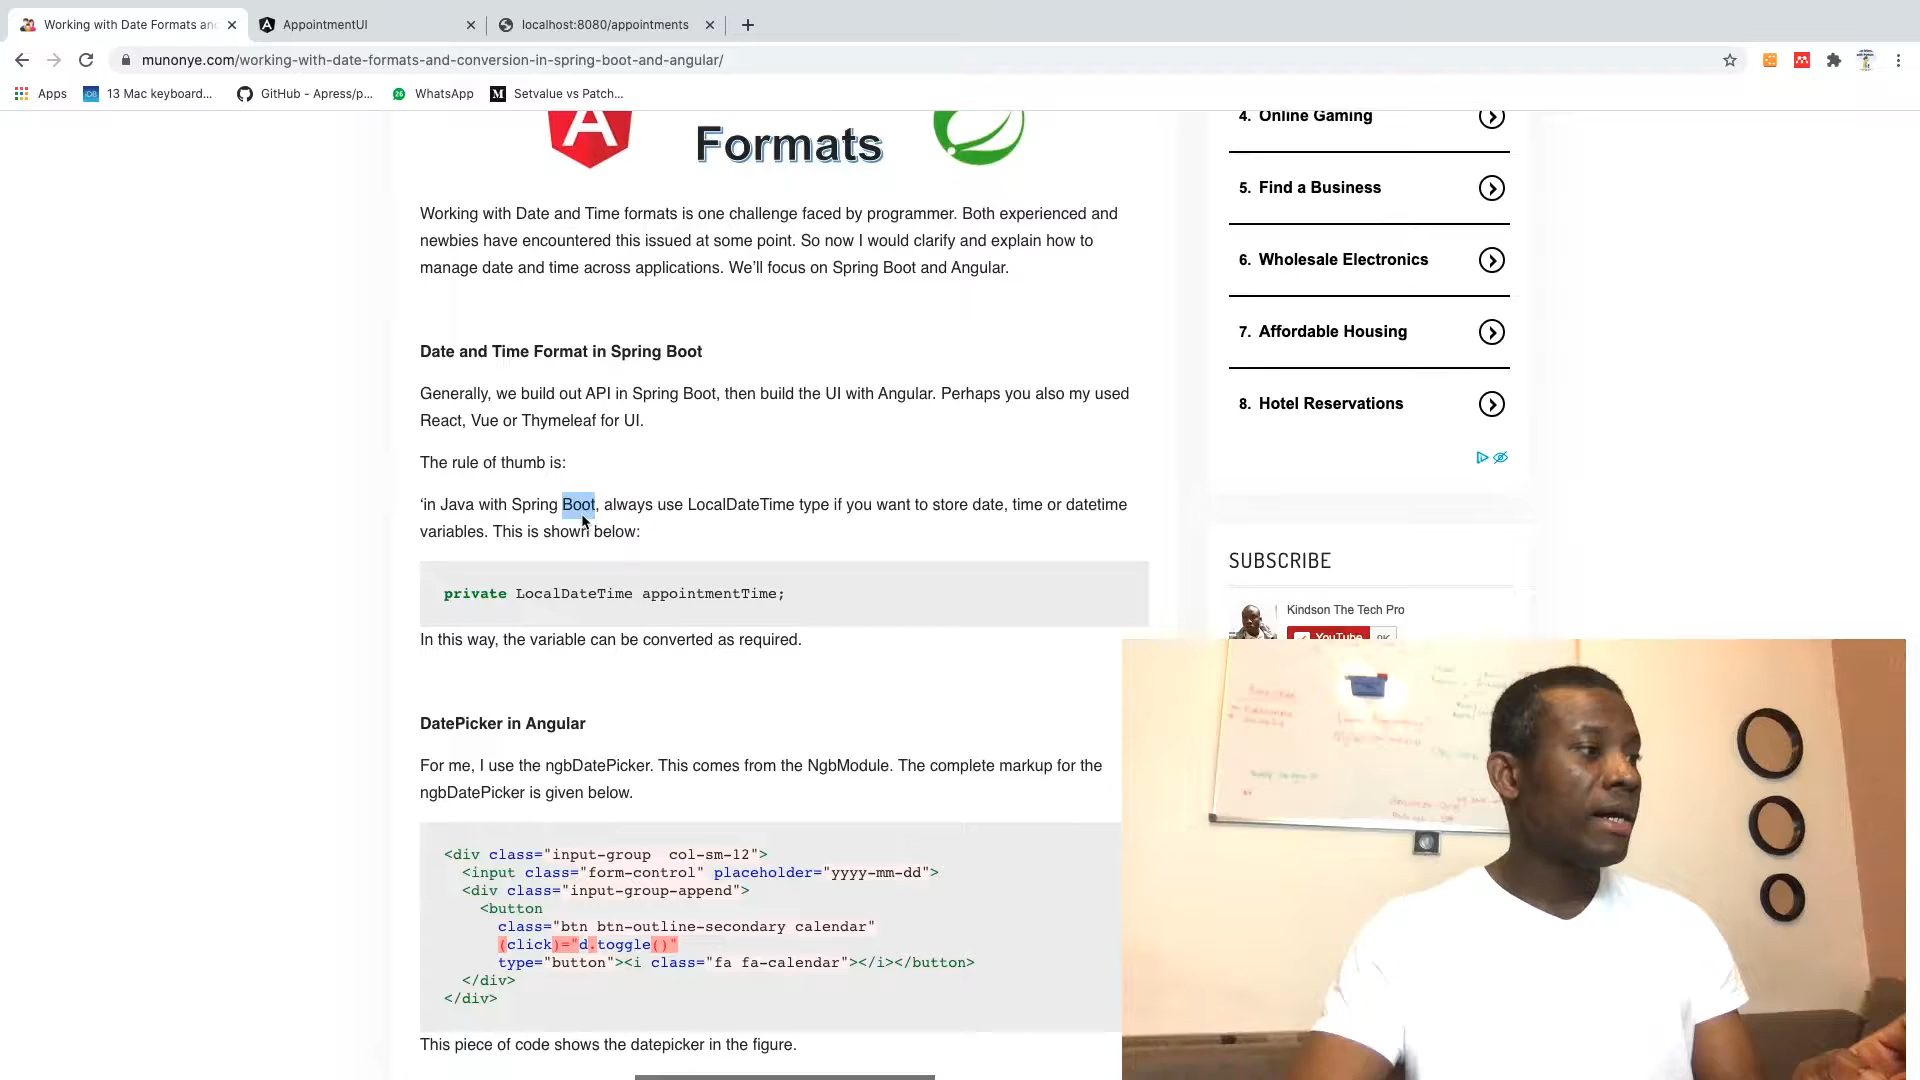 Working with Date Formats an
AppointmentUI
localhost:8080/appointments
munonye.com/working-with-date-formats-and-conversion-in-spring-boot-and-angular/
Apps
13 Mac keyboard...
GitHub - Apress/p...
WhatsApp
Setvalue vs Patch...
Formats
Working with Date and Time formats is one challenge faced by programmer. Both experienced and
newbies have encountered this issued at some point. So now I would clarify and explain how to
manage date and time across applications. We'll focus on Spring Boot and Angular.
Date and Time Format in Spring Boot
Generally, we build out API in Spring Boot, then build the UI with Angular. Perhaps you also my used
React, Vue or Thymeleaf for UI.
The rule of thumb is:
‘in Java with Spring Boot, always use LocalDateTime type if you want to store date, time or datetime
variables. This is shown below:
private LocalDateTime appointmentTime;
In this way, the variable can be converted as required.
DatePicker in Angular
For me, I use the ngbDatePicker. This comes from the NgbModule. The complete markup for the
ngbDatePicker is given below.
<div class="input-group  col-sm-12">
<input class="form-control" placeholder="yyyy-mm-dd">
<div class="input-group-append">
<button
class="btn btn-outline-secondary calendar"
(click)="d.toggle()"
type="button"><i class="fa fa-calendar"></i></button>
</div>
</div>
This piece of code shows the datepicker in the figure.
4. Online Gaming
5. Find a Business
6. Wholesale Electronics
7. Affordable Housing
8. Hotel Reservations
SUBSCRIBE
Kindson The Tech Pro
YouTube 9K